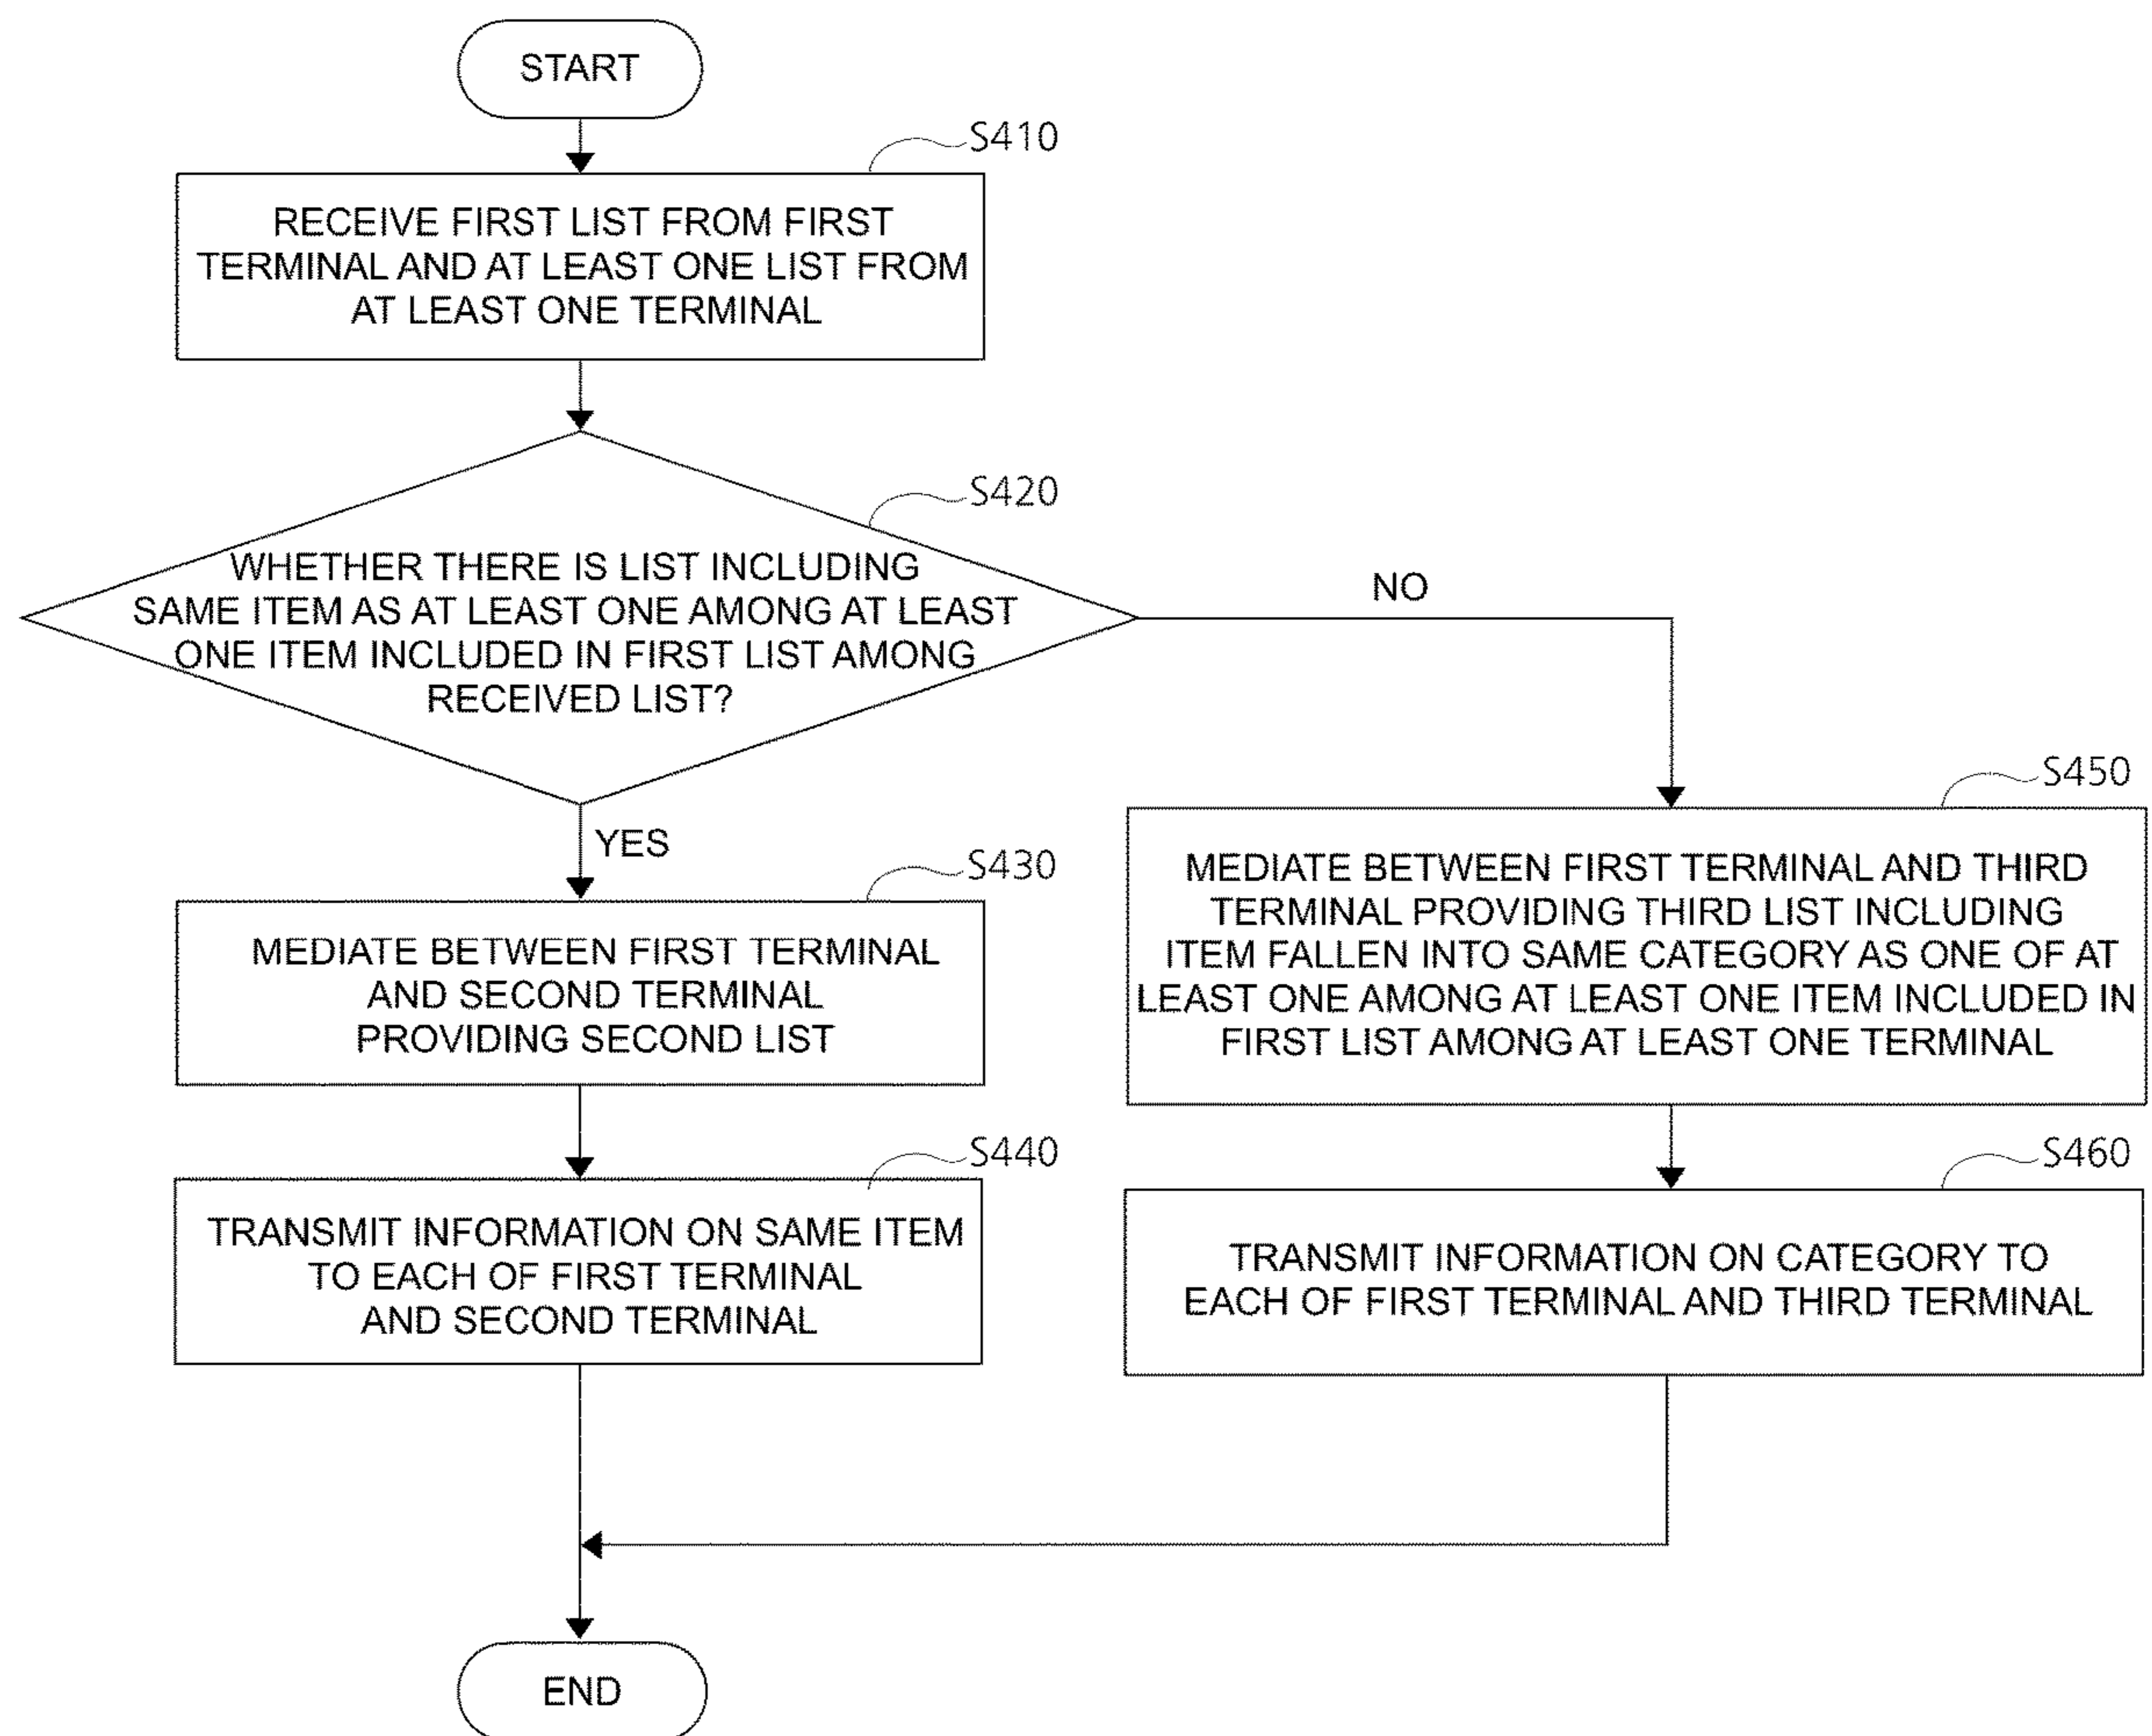 START
S410
RECEIVE FIRST LIST FROM FIRST
TERMINAL AND AT LEAST ONE LIST FROM
AT LEAST ONE TERMINAL
S420
WHETHER THERE IS LIST INCLUDING
SAME ITEM AS AT LEAST ONE AMONG AT LEAST
ONE ITEM INCLUDED IN FIRST LIST AMONG
RECEIVED LIST?
NO
YES
S430
MEDIATE BETWEEN FIRST TERMINAL
AND SECOND TERMINAL
PROVIDING SECOND LIST
S440
TRANSMIT INFORMATION ON SAME ITEM
TO EACH OF FIRST TERMINAL
AND SECOND TERMINAL
S450
MEDIATE BETWEEN FIRST TERMINAL AND THIRD
TERMINAL PROVIDING THIRD LIST INCLUDING
ITEM FALLEN INTO SAME CATEGORY AS ONE OF AT
LEAST ONE AMONG AT LEAST ONE ITEM INCLUDED IN
FIRST LIST AMONG AT LEAST ONE TERMINAL
S460
TRANSMIT INFORMATION ON CATEGORY TO
EACH OF FIRST TERMINAL AND THIRD TERMINAL
END